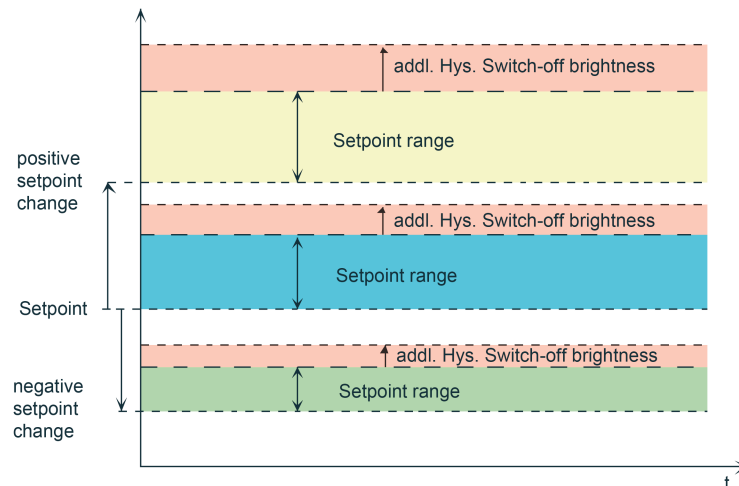 addl. Hys. Switch-off brightness
Setpoint range
positive
setpoint
change
addl. Hys. Switch-off brightness
Setpoint range
Setpoint
addl. Hys. Switch-off brightness
Setpoint range
negative
setpoint
change
t